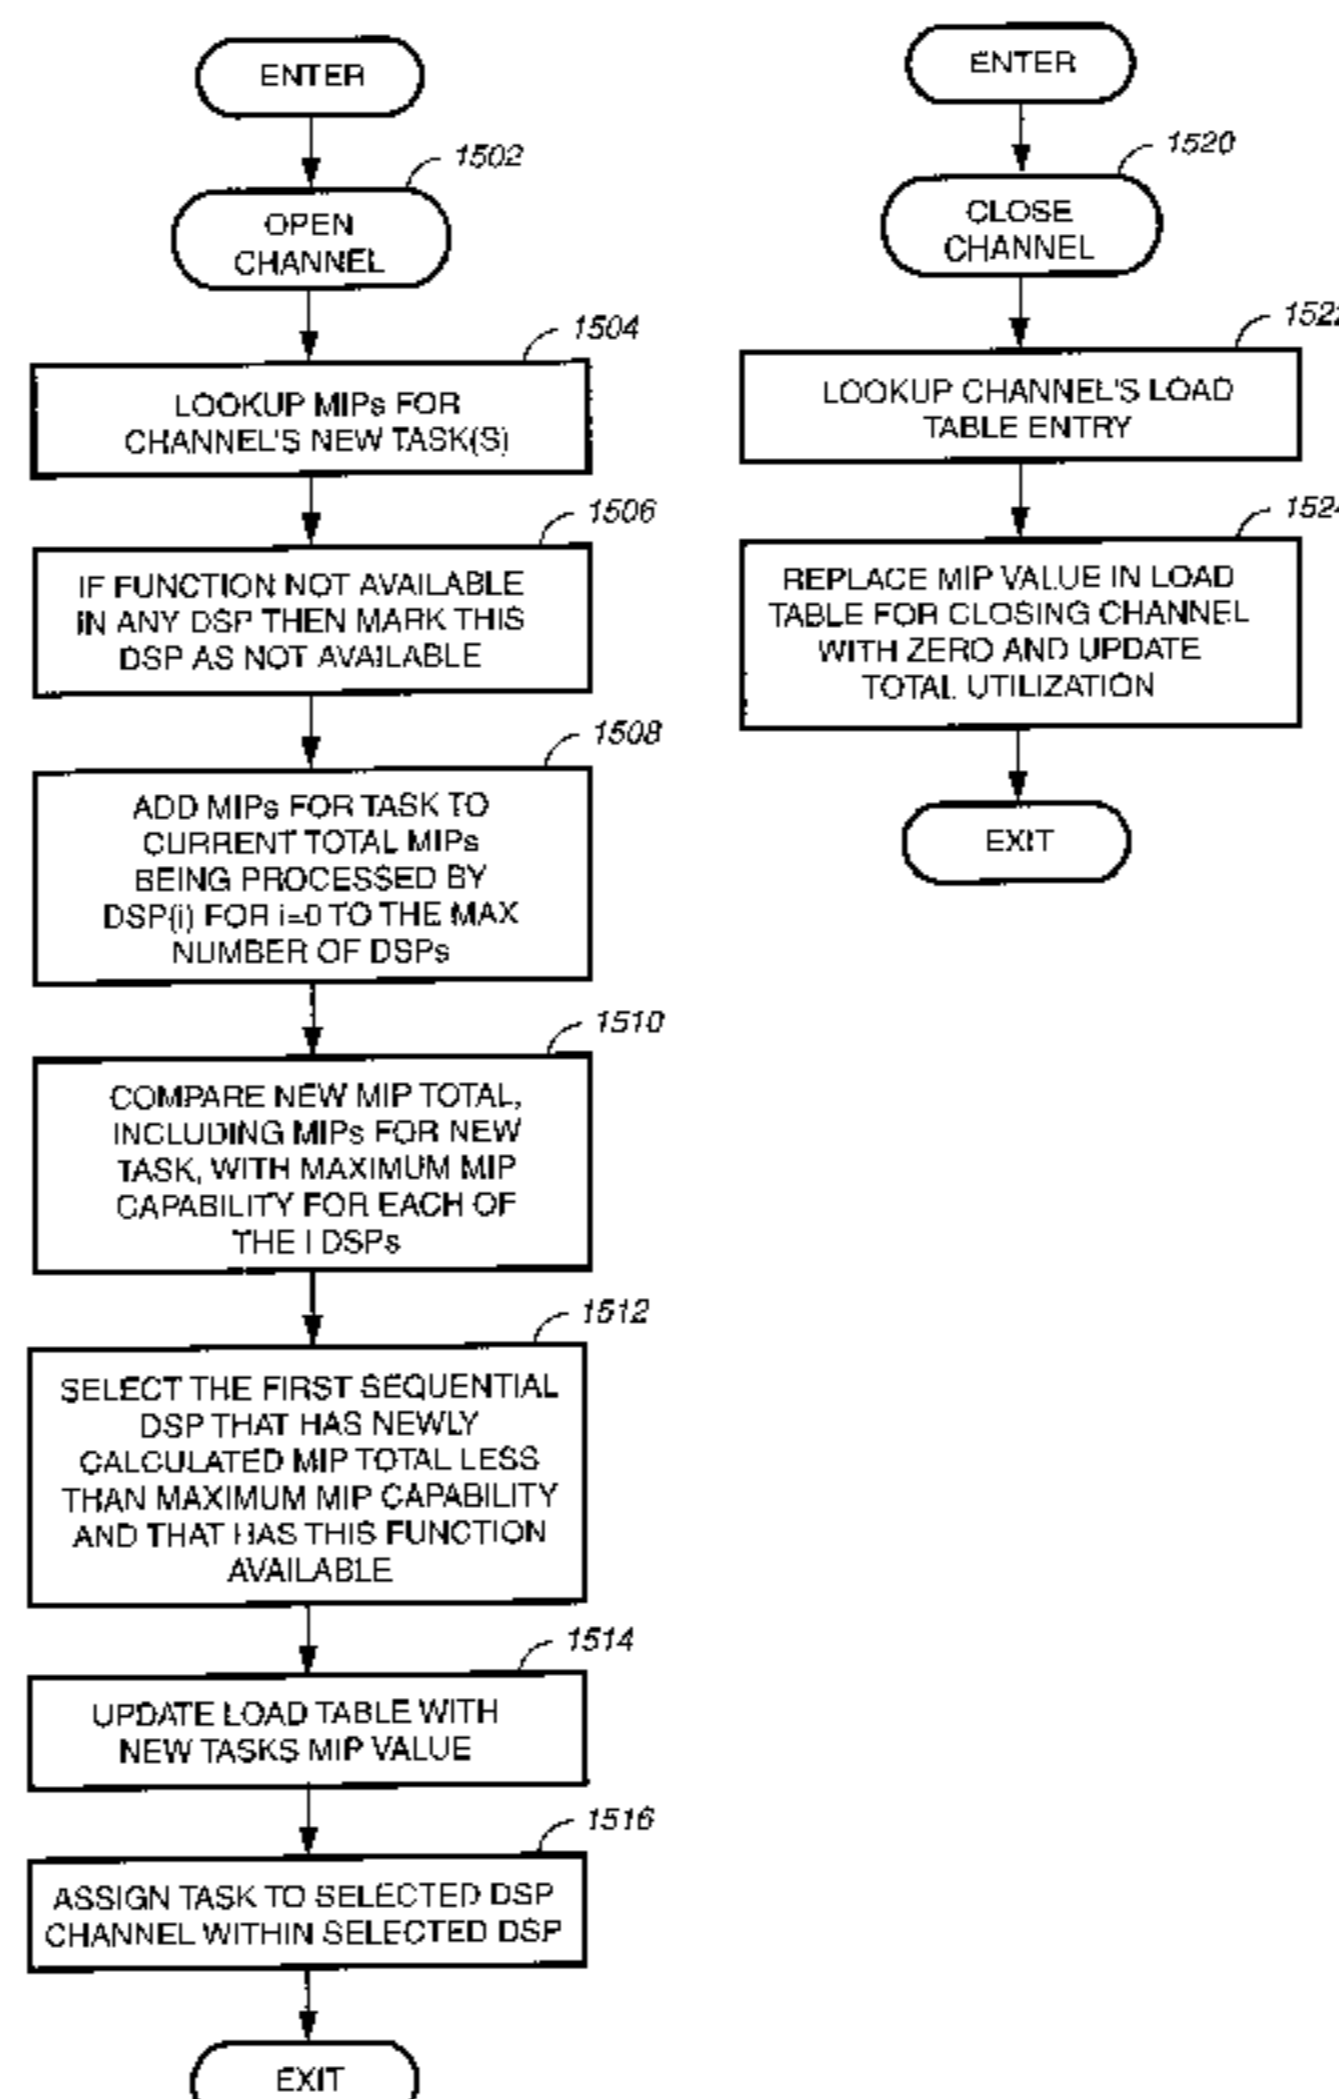 ENTER
1502
OPEN
CHANNEL
1504
LOOKUP MIPs FOR
CHANNEL'S NEW TASK(S)
1506
IF FUNCTION NOT AVAILABLE
IN ANY DSP THEN MARK THIS
DSP AS NOT AVAILABLE
1508
ADD MIPs FOR TASK TO
CURRENT TOTAL MIPs
BEING PROCESSED BY
DSP(i) FOR i=0 TO THE MAX
NUMBER OF DSPs
1510
COMPARE NEW MIP TOTAL,
INCLUDING MIPs FOR NEW
TASK, WITH MAXIMUM MIP
CAPABILITY FOR EACH OF
THE I DSPs
1512
SELECT THE FIRST SEQUENTIAL
DSP THAT HAS NEWLY
CALCULATED MIP TOTAL LESS
THAN MAXIMUM MIP CAPABILITY
AND THAT HAS THIS FUNCTION
AVAILABLE
1514
UPDATE LOAD TABLE WITH
NEW TASKS MIP VALUE
1516
ASSIGN TASK TO SELECTED DSP
CHANNEL WITHIN SELECTED DSP
EXIT
ENTER
1520
CLOSE
CHANNEL
1522
LOOKUP CHANNEL'S LOAD
TABLE ENTRY
1524
REPLACE MIP VALUE IN LOAD
TABLE FOR CLOSING CHANNEL
WITH ZERO AND UPDATE
TOTAL UTILIZATION
EXIT